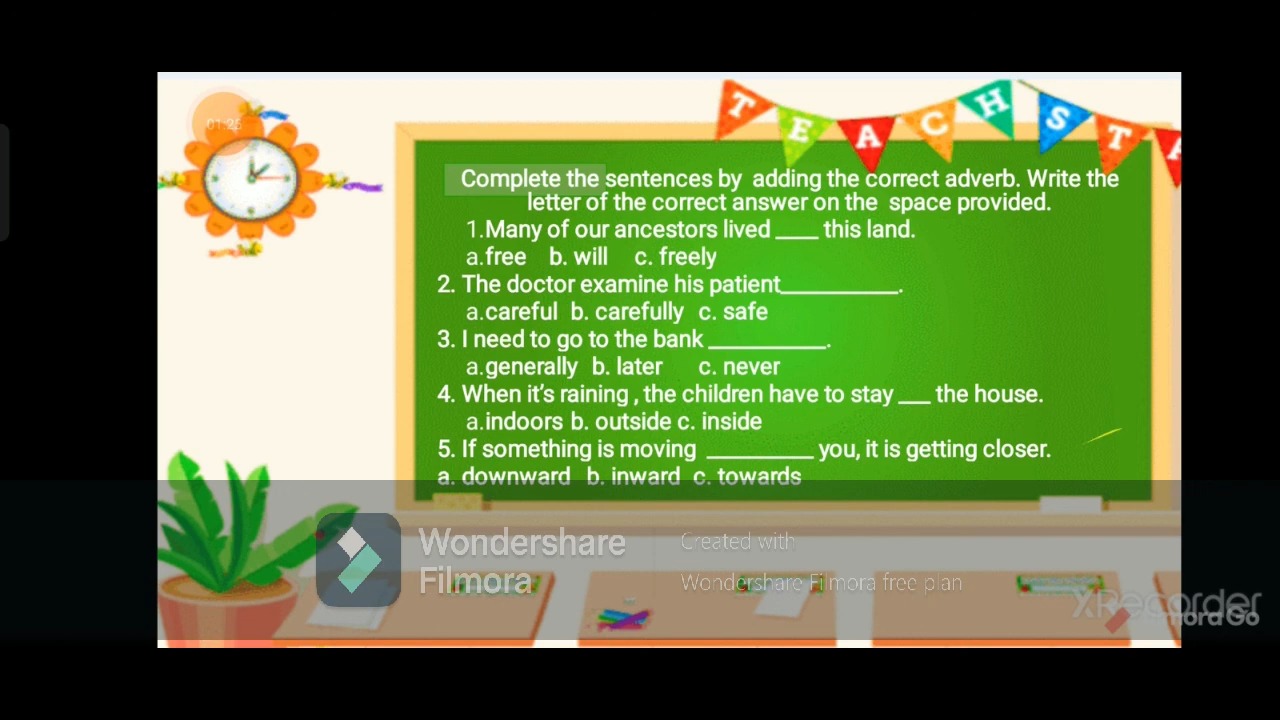 01:25
T E A C H S T
Complete the sentences by adding the correct adverb. Write the
letter of the correct answer on the space provided.
1.Many of our ancestors lived ____ this land.
a.free b. will c. freely
2. The doctor examine his patient__________.
a.careful b. carefully c. safe
3. I need to go to the bank __________.
a.generally b. later c. never
4. When it's raining , the children have to stay ___ the house.
a.indoors b. outside c. inside
5. If something is moving _________ you, it is getting closer.
a. downward b. inward c. towards
Wondershare
Filmora
Created with
Wondershare Filmora free plan
XRecorder